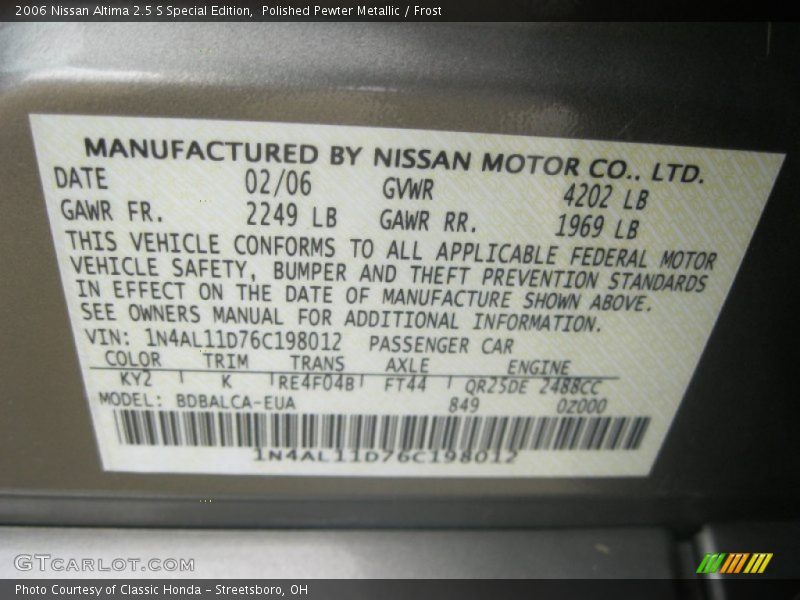 2006 Nissan Altima 2.5 S Special Edition,  Polished Pewter Metallic / Frost
MANUFACTURED BY NISSAN MOTOR CO., LTD.
DATE 02/06 GVWR 4202 LB
GAWR FR. 2249 LB GAWR RR. 1969 LB
THIS VEHICLE CONFORMS TO ALL APPLICABLE FEDERAL MOTOR
VEHICLE SAFETY, BUMPER AND THEFT PREVENTION STANDARDS
IN EFFECT ON THE DATE OF MANUFACTURE SHOWN ABOVE.
SEE OWNERS MANUAL FOR ADDITIONAL INFORMATION.
VIN: 1N4AL11D76C198012 PASSENGER CAR
COLOR TRIM TRANS AXLE ENGINE
KY2 K RE4F04B FT44 QR25DE 2488CC
MODEL: BDBALCA-EUA 849 0Z000
1N4AL11D76C198012
GTCARLOT.COM
Photo Courtesy of Classic Honda – Streetsboro, OH